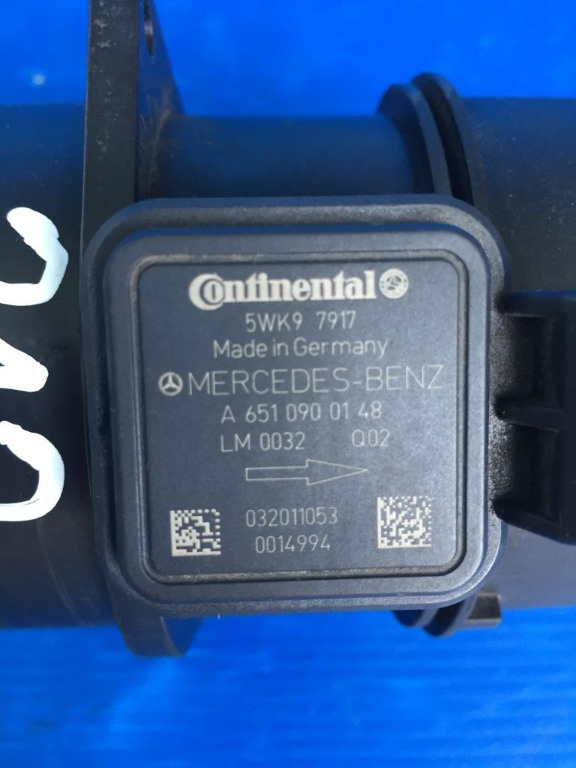 Continental
5WK9 7917
Made in Germany
MERCEDES-BENZ
A 651 090 01 48
LM 0032 Q02
032011053
0014994